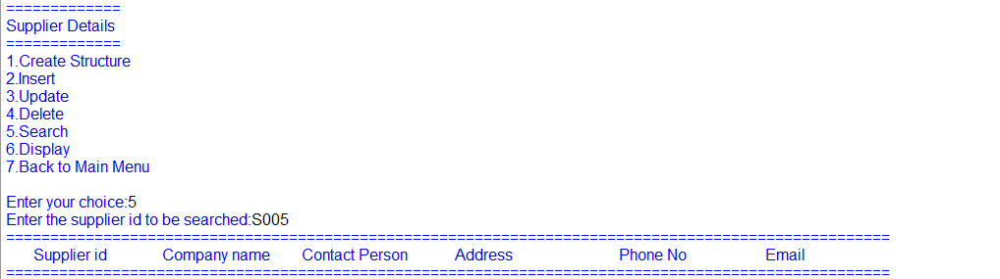 =============
Supplier Details
=============
1.Create Structure
2.Insert
3.Update
4.Delete
5.Search
6.Display
7.Back to Main Menu
Enter your choice:5
Enter the supplier id to be searched:S005
====================================================================================================
Supplier id Company name Contact Person Address Phone No Email
====================================================================================================